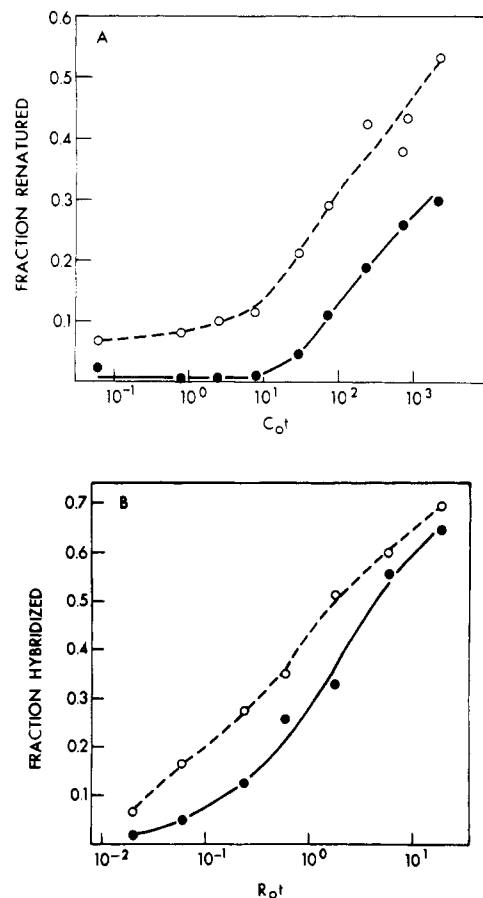 A
0.6
0.5
0.4
0.3
0.2
0.1
FRACTION RENATURED
10⁻¹ 10⁰ 10¹ 10² 10³
C₀t
B
0.7
0.6
0.5
0.4
0.3
0.2
0.1
FRACTION HYBRIDIZED
10⁻² 10⁻¹ 10⁰ 10¹
R₀t